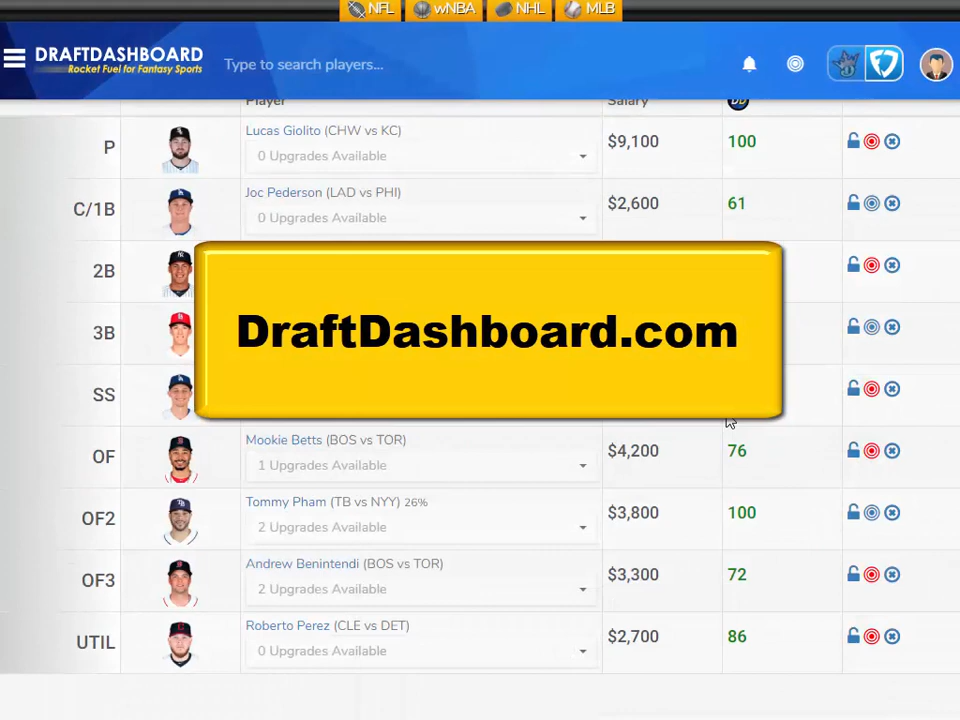 NFL wNBA NHL MLB
DRAFTDASHBOARD
Rocket Fuel for Fantasy Sports
Type to search players...
Player Salary DD
P Lucas Giolito (CHW vs KC) $9,100 100
0 Upgrades Available
C/1B Joc Pederson (LAD vs PHI) $2,600 61
0 Upgrades Available
2B
3B
DraftDashboard.com
SS
OF Mookie Betts (BOS vs TOR) $4,200 76
1 Upgrades Available
OF2 Tommy Pham (TB vs NYY) 26% $3,800 100
2 Upgrades Available
OF3 Andrew Benintendi (BOS vs TOR) $3,300 72
2 Upgrades Available
UTIL Roberto Perez (CLE vs DET) $2,700 86
0 Upgrades Available